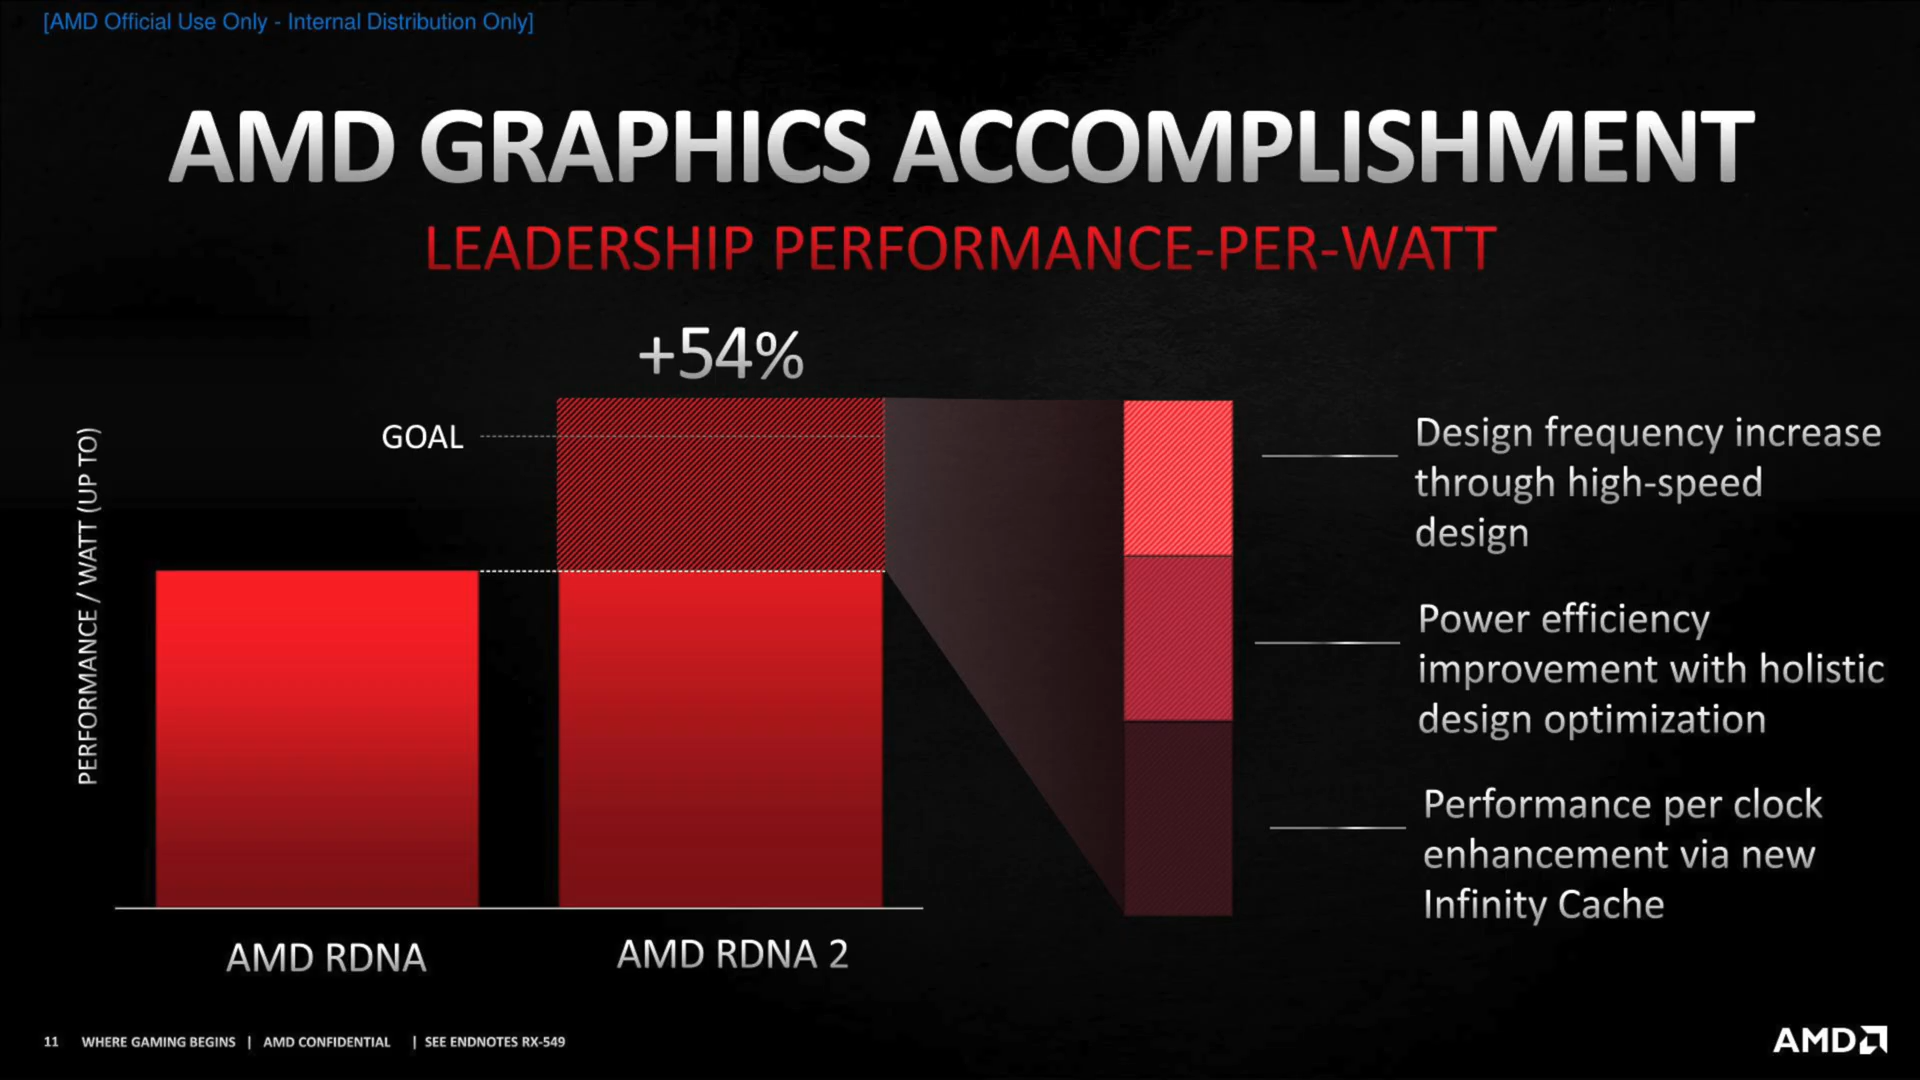 [AMD Official Use Only - Internal Distribution Only]
AMD GRAPHICS ACCOMPLISHMENT
LEADERSHIP PERFORMANCE-PER-WATT
+54%
GOAL
PERFORMANCE / WATT (UP TO)
AMD RDNA
AMD RDNA 2
Design frequency increase
through high-speed
design
Power efficiency
improvement with holistic
design optimization
Performance per clock
enhancement via new
Infinity Cache
11 WHERE GAMING BEGINS | AMD CONFIDENTIAL | SEE ENDNOTES RX-549
AMD